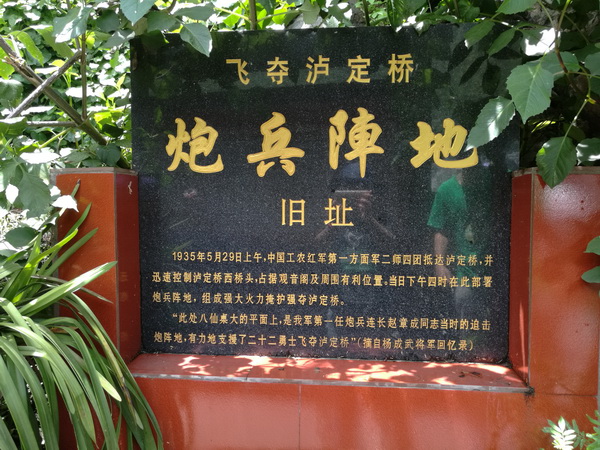 飞夺泸定桥
炮兵陣地
旧址
1935年5月29日上午,中国工农红军第一方面军二师四团抵达泸定桥,并
迅速控制泸定桥西桥头,占据观音阁及周围有利位置。当日下午四时在此部署
炮兵阵地,组成强大火力掩护强夺泸定桥。
“此处八仙桌大的平面上,是我军第一任炮兵连长赵章成同志当时的迫击
炮阵地,有力地支援了二十二勇士飞夺泸定桥”(摘自杨成武将军回忆录)